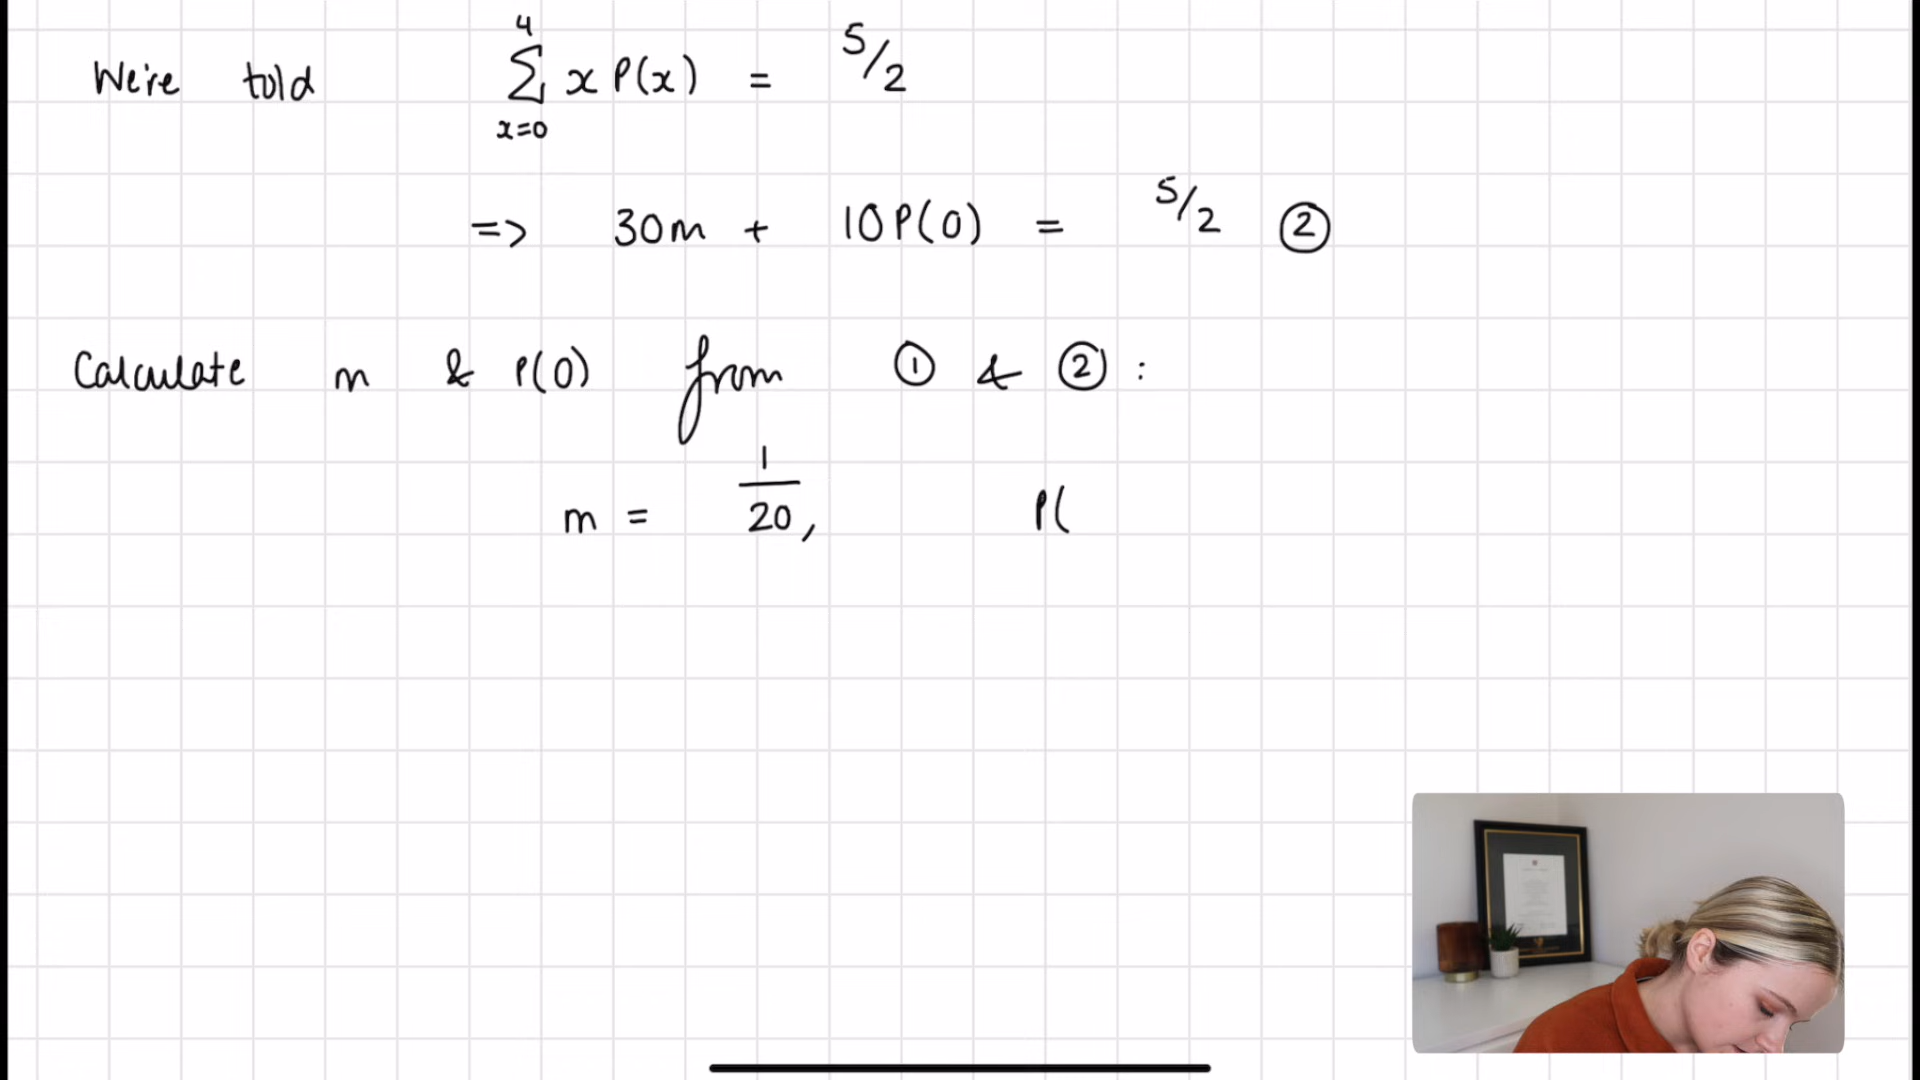 We're told ∑ x=0 4 x P(x) = 5/2
=> 30m + 10P(0) = 5/2 ②
Calculate m & P(0) from ① & ② :
m = 1/20, P(